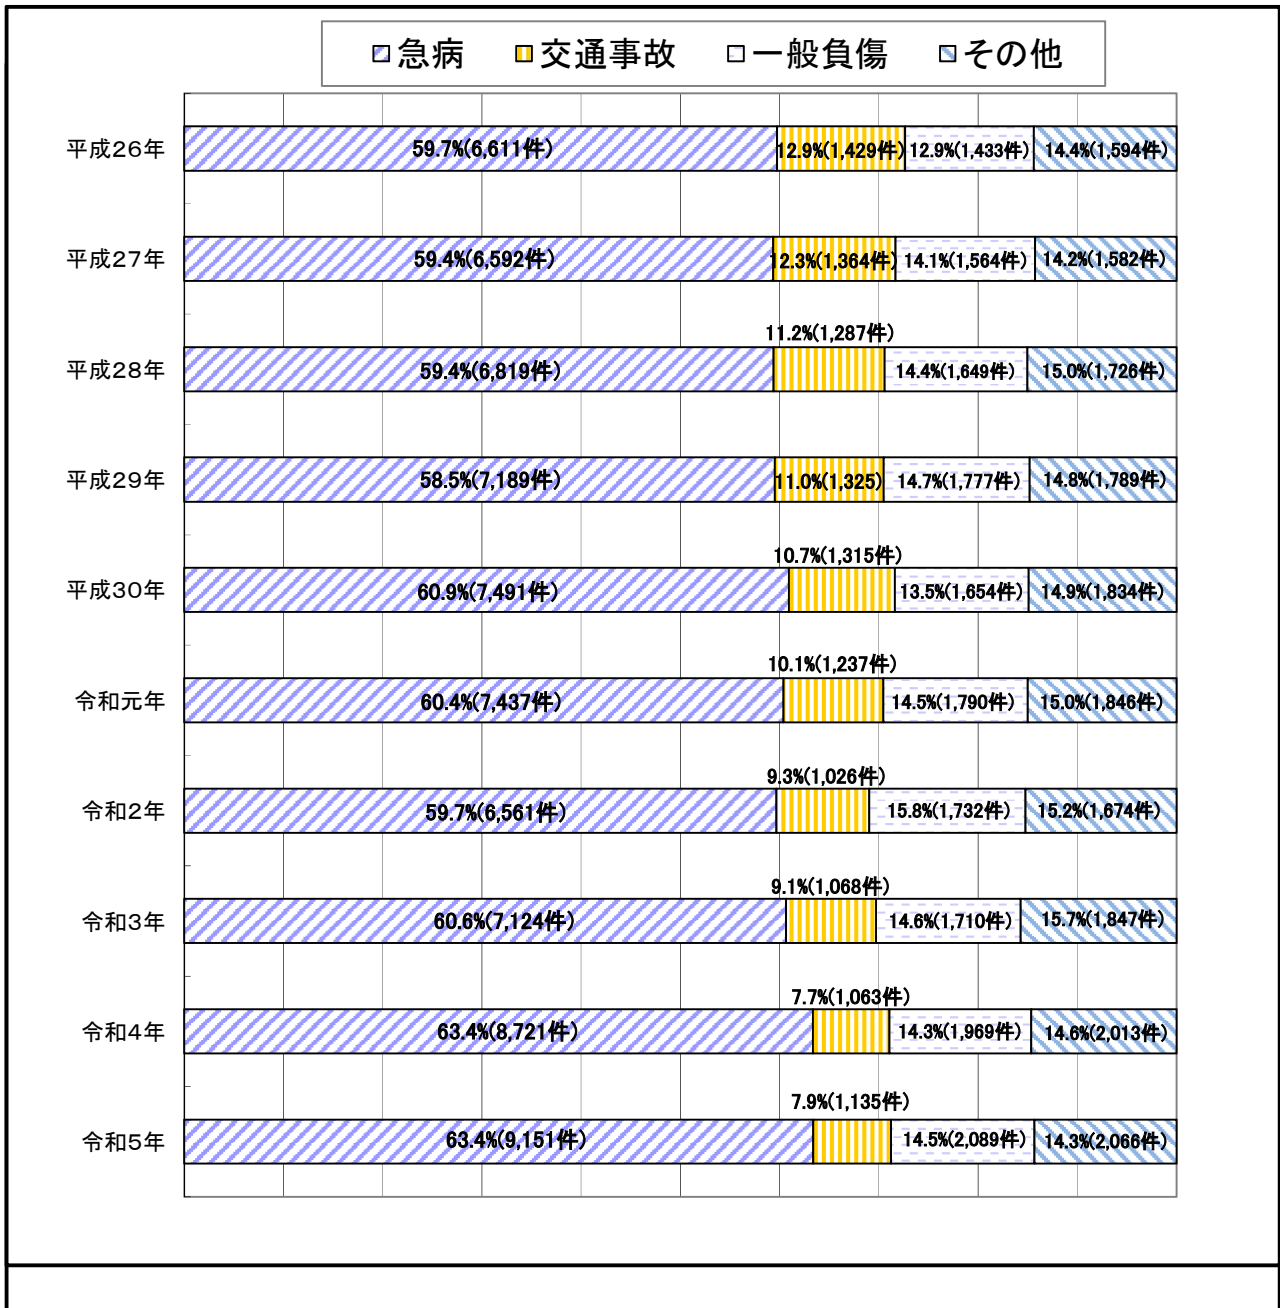 急病 交通事故 一般負傷 その他
平成26年 59.7%(6,611件) 12.9%(1,429件) 12.9%(1,433件) 14.4%(1,594件)
平成27年 59.4%(6,592件) 12.3%(1,364件) 14.1%(1,564件) 14.2%(1,582件)
11.2%(1,287件)
平成28年 59.4%(6,819件) 14.4%(1,649件) 15.0%(1,726件)
平成29年 58.5%(7,189件) 11.0%(1,325) 14.7%(1,777件) 14.8%(1,789件)
10.7%(1,315件)
平成30年 60.9%(7,491件) 13.5%(1,654件) 14.9%(1,834件)
10.1%(1,237件)
令和元年 60.4%(7,437件) 14.5%(1,790件) 15.0%(1,846件)
9.3%(1,026件)
令和2年 59.7%(6,561件) 15.8%(1,732件) 15.2%(1,674件)
9.1%(1,068件)
令和3年 60.6%(7,124件) 14.6%(1,710件) 15.7%(1,847件)
7.7%(1,063件)
令和4年 63.4%(8,721件) 14.3%(1,969件) 14.6%(2,013件)
7.9%(1,135件)
令和5年 63.4%(9,151件) 14.5%(2,089件) 14.3%(2,066件)